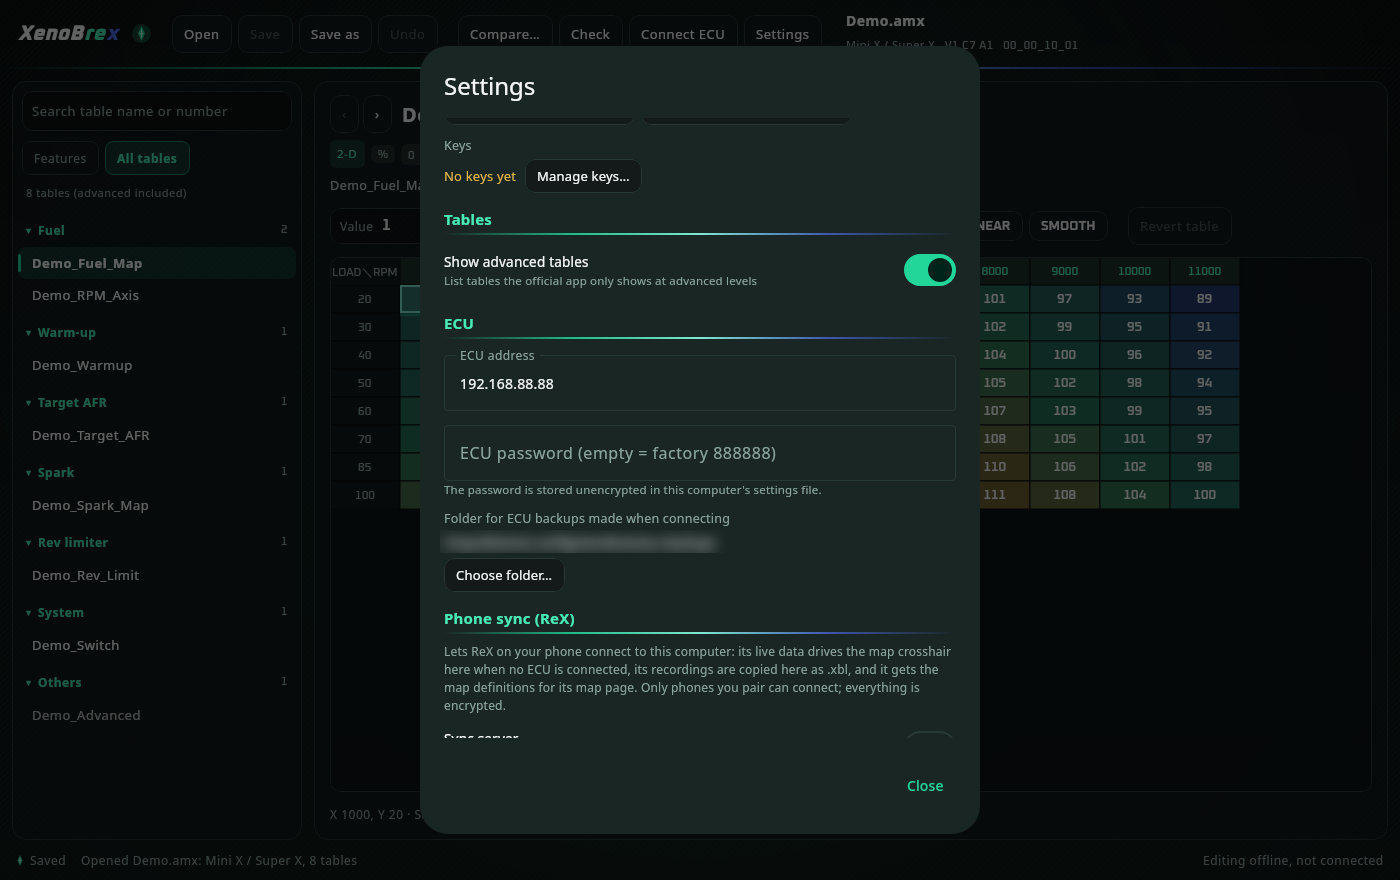 XenoBrex
Open
Save
Save as
Undo
Compare...
Check
Connect ECU
Settings
Demo.amx
Mini X / Super X V1 C7 A1 00_00_10_01
Search table name or number
Features
All tables
8 tables (advanced included)
Fuel 2
Demo_Fuel_Map
Demo_RPM_Axis
Warm-up 1
Demo_Warmup
Target AFR 1
Demo_Target_AFR
Spark 1
Demo_Spark_Map
Rev limiter 1
Demo_Rev_Limit
System 1
Demo_Switch
Others 1
Demo_Advanced
2-D
%
0
Demo_Fuel_Ma
Value 1
SMOOTH
Revert table
LOAD\RPM
8000 9000 10000 11000
20 101 97 93 89
30 102 99 95 91
40 104 100 96 92
50 105 102 98 94
60 107 103 99 95
70 108 105 101 97
85 110 106 102 98
100 111 108 104 100
X 1000, Y 20 · S
Settings
Keys
No keys yet
Manage keys...
Tables
Show advanced tables
List tables the official app only shows at advanced levels
ECU
ECU address
192.168.88.88
ECU password (empty = factory 888888)
The password is stored unencrypted in this computer's settings file.
Folder for ECU backups made when connecting
Choose folder...
Phone sync (ReX)
Lets ReX on your phone connect to this computer: its live data drives the map crosshair
here when no ECU is connected, its recordings are copied here as .xbl, and it gets the
map definitions for its map page. Only phones you pair can connect; everything is
encrypted.
Sync server
Close
Saved
Opened Demo.amx: Mini X / Super X, 8 tables
Editing offline, not connected